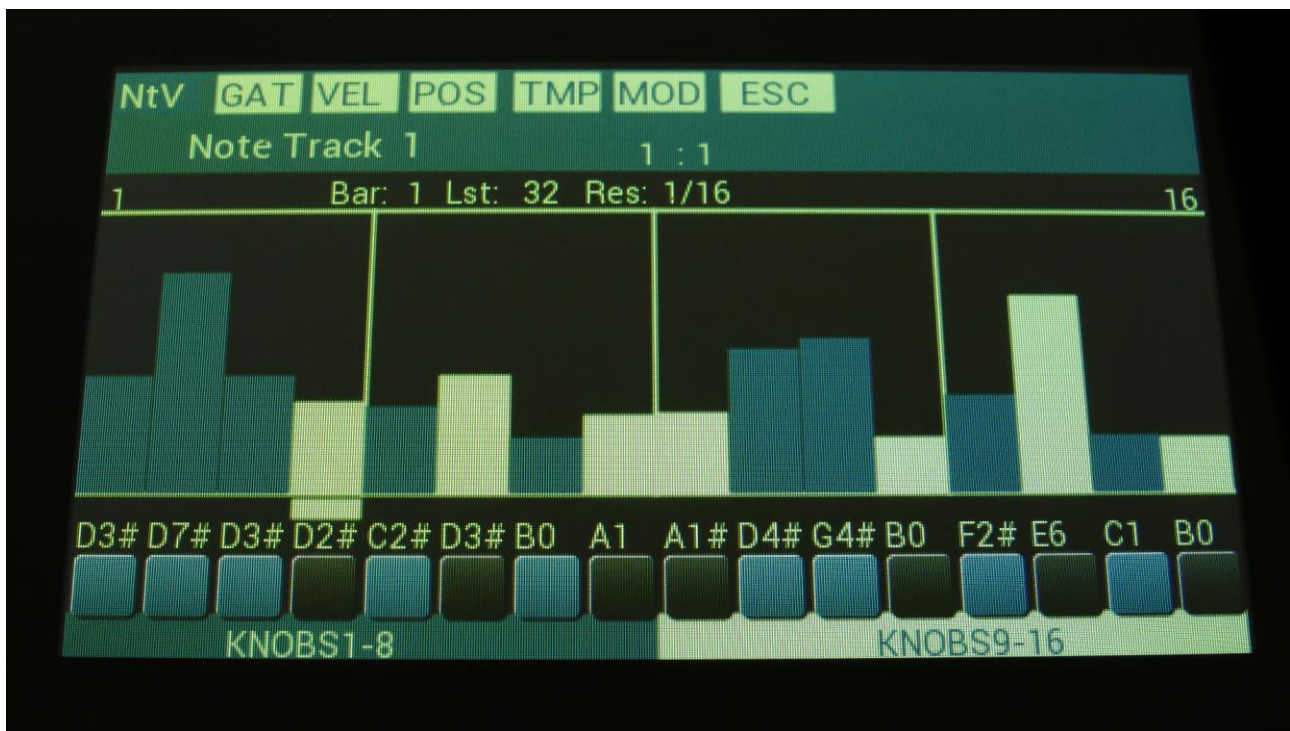 NtV GAT VEL POS TMP MOD ESC
Note Track 1 1 : 1
1 Bar: 1 Lst: 32 Res: 1/16 16
D3# D7# D3# D2# C2# D3# B0 A1 A1# D4# G4# B0 F2# E6 C1 B0
KNOBS1-8 KNOBS9-16